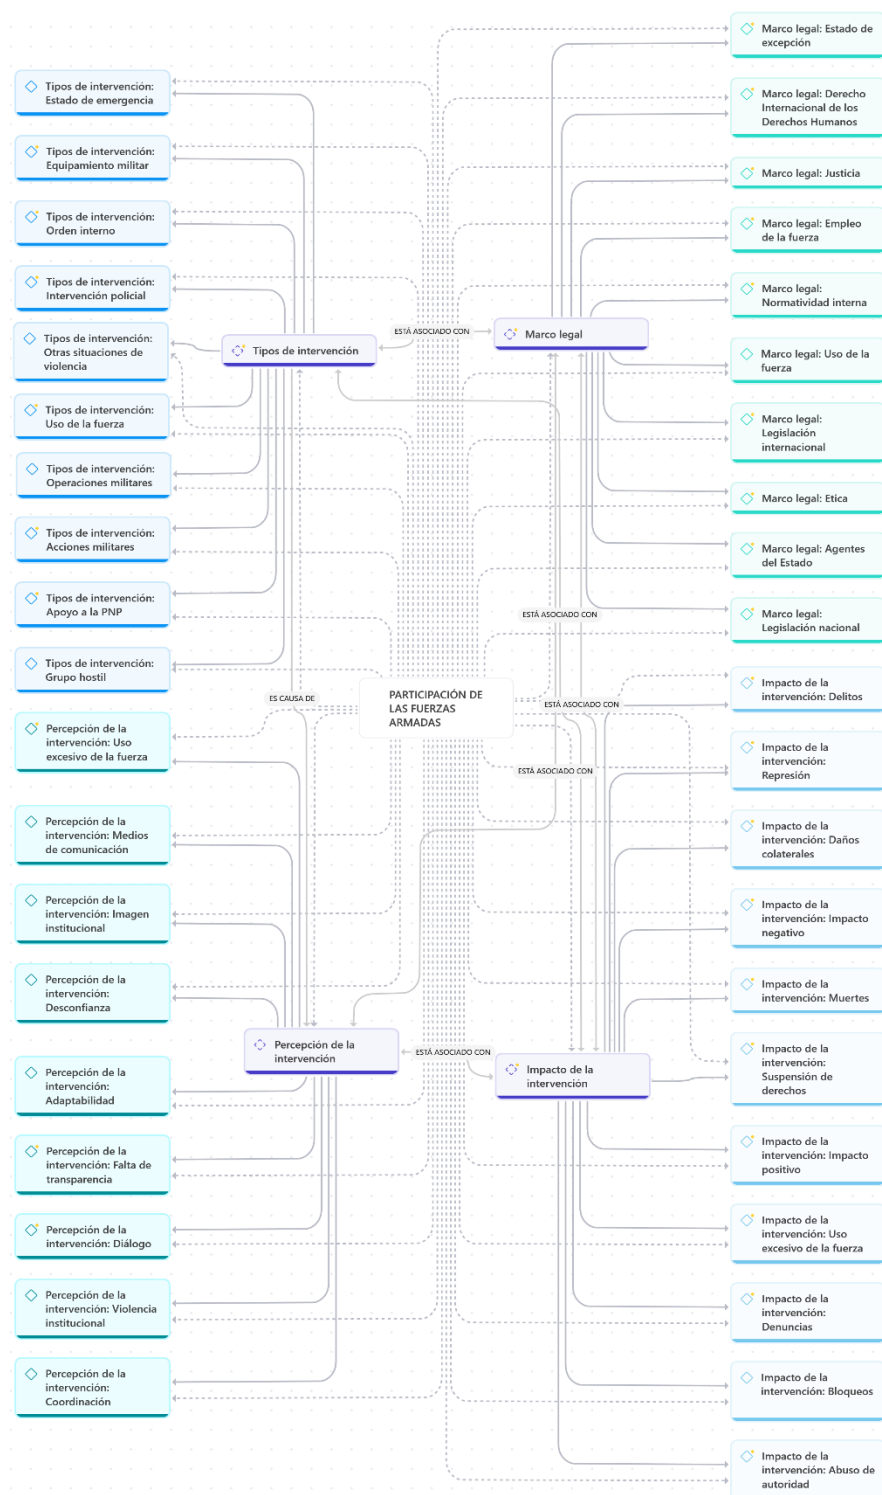 Marco legal: Estado de
excepción
Tipos de intervención:
Estado de emergencia
Marco legal: Derecho
Internacional de los
Derechos Humanos
Tipos de intervención:
Equipamiento militar
Marco legal: Justicia
Tipos de intervención:
Orden interno
Marco legal: Empleo
de la fuerza
Tipos de intervención:
Intervención policial
Marco legal:
Normatividad interna
Tipos de intervención:
Otras situaciones de
violencia
Tipos de intervención
ESTÁ ASOCIADO CON
Marco legal
Marco legal: Uso de la
fuerza
Tipos de intervención:
Uso de la fuerza
Marco legal:
Legislación
internacional
Tipos de intervención:
Operaciones militares
Marco legal: Etica
Tipos de intervención:
Acciones militares
Marco legal: Agentes
del Estado
Tipos de intervención:
Apoyo a la PNP
ESTÁ ASOCIADO CON
Marco legal:
Legislación nacional
Tipos de intervención:
Grupo hostil
Impacto de la
intervención: Delitos
ES CAUSA DE
PARTICIPACIÓN DE
LAS FUERZAS
ARMADAS
ESTÁ ASOCIADO CON
Percepción de la
intervención: Uso
excesivo de la fuerza
Impacto de la
intervención:
Represión
ESTÁ ASOCIADO CON
Percepción de la
intervención: Medios
de comunicación
Impacto de la
intervención: Daños
colaterales
Percepción de la
intervención: Imagen
institucional
Impacto de la
intervención: Impacto
negativo
Percepción de la
intervención:
Desconfianza
Impacto de la
intervención: Muertes
Percepción de la
intervención
ESTÁ ASOCIADO CON
Impacto de la
intervención
Impacto de la
intervención:
Suspensión de
derechos
Percepción de la
intervención:
Adaptabilidad
Impacto de la
intervención: Impacto
positivo
Percepción de la
intervención: Falta de
transparencia
Impacto de la
intervención: Uso
excesivo de la fuerza
Percepción de la
intervención: Diálogo
Impacto de la
intervención:
Denuncias
Percepción de la
intervención: Violencia
institucional
Impacto de la
intervención: Bloqueos
Percepción de la
intervención:
Coordinación
Impacto de la
intervención: Abuso de
autoridad